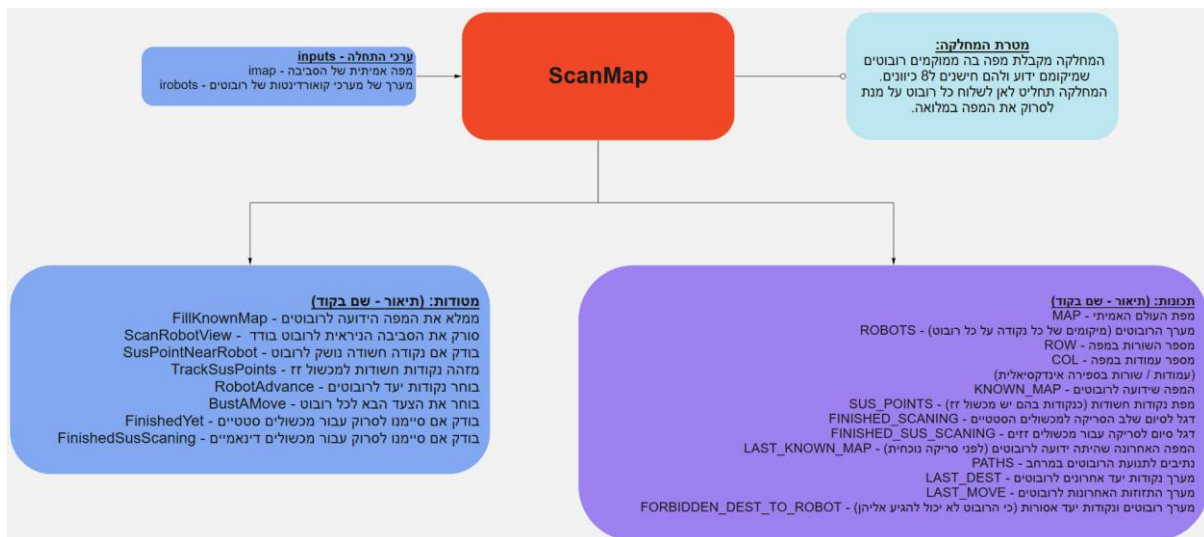 ScanMap
מטרת המחלקה:
המחלקה מקבלת מפה בה ממוקמים רובוטים
שמיקומם ידוע ולהם חישנים ל8 כיוונים.
המחלקה תחליט לאן לשלוח כל רובוט על מנת
לסרוק את המפה במלואה.
ערכי התחלה - inputs
מפה אמיתית של הסביבה - imap
מערך של מערכי קואורדינטות של רובוטים - irobots
תכונות: (תיאור - שם בקוד)
מפת העולם האמיתי - MAP
מערך הרובוטים (מיקומים של כל נקודה על כל רובוט) - ROBOTS
מספר השורות במפה - ROW
מספר עמודות במפה - COL
(עמודות / שורות בספירה אינדקסיאלית)
המפה שידועה לרובוטים - KNOWN_MAP
מפת נקודות חשודות (כנקודות בהם יש מכשול זז) - SUS_POINTS
דגל לסיום שלב הסריקה למכשולים הסטטיים - FINISHED_SCANING
דגל סיום לסריקה עבור מכשולים זזים - FINISHED_SUS_SCANING
המפה האחרונה שהיתה ידועה לרובוטים (לפני סריקה נוכחית) - LAST_KNOWN_MAP
נתיבים לתנועת הרובוטים במרחב - PATHS
מערך נקודות יעד אחרונים לרובוטים - LAST_DEST
מערך התזוזות האחרונות לרובוטים - LAST_MOVE
מערך רובוטים ונקודות יעד אסורות (כי הרובוט לא יכול להגיע אליהן) - FORBIDDEN_DEST_TO_ROBOT
מטודות: (תיאור - שם בקוד)
ממלא את המפה הידועה לרובוטים - FillKnownMap
סורק את הסביבה הניראית לרובוט בודד - ScanRobotView
בודק אם נקודה חשודה נושק לרובוט - SusPointNearRobot
מזהה נקודות חשודות למכשול זז - TrackSusPoints
בוחר נקודות יעד לרובוטים - RobotAdvance
בוחר את הצעד הבא לכל רובוט - BustAMove
בודק אם סיימנו לסרוק עבור מכשולים סטטיים - FinishedYet
בודק אם סיימנו לסרוק עבור מכשולים דינאמיים - FinishedSusScaning